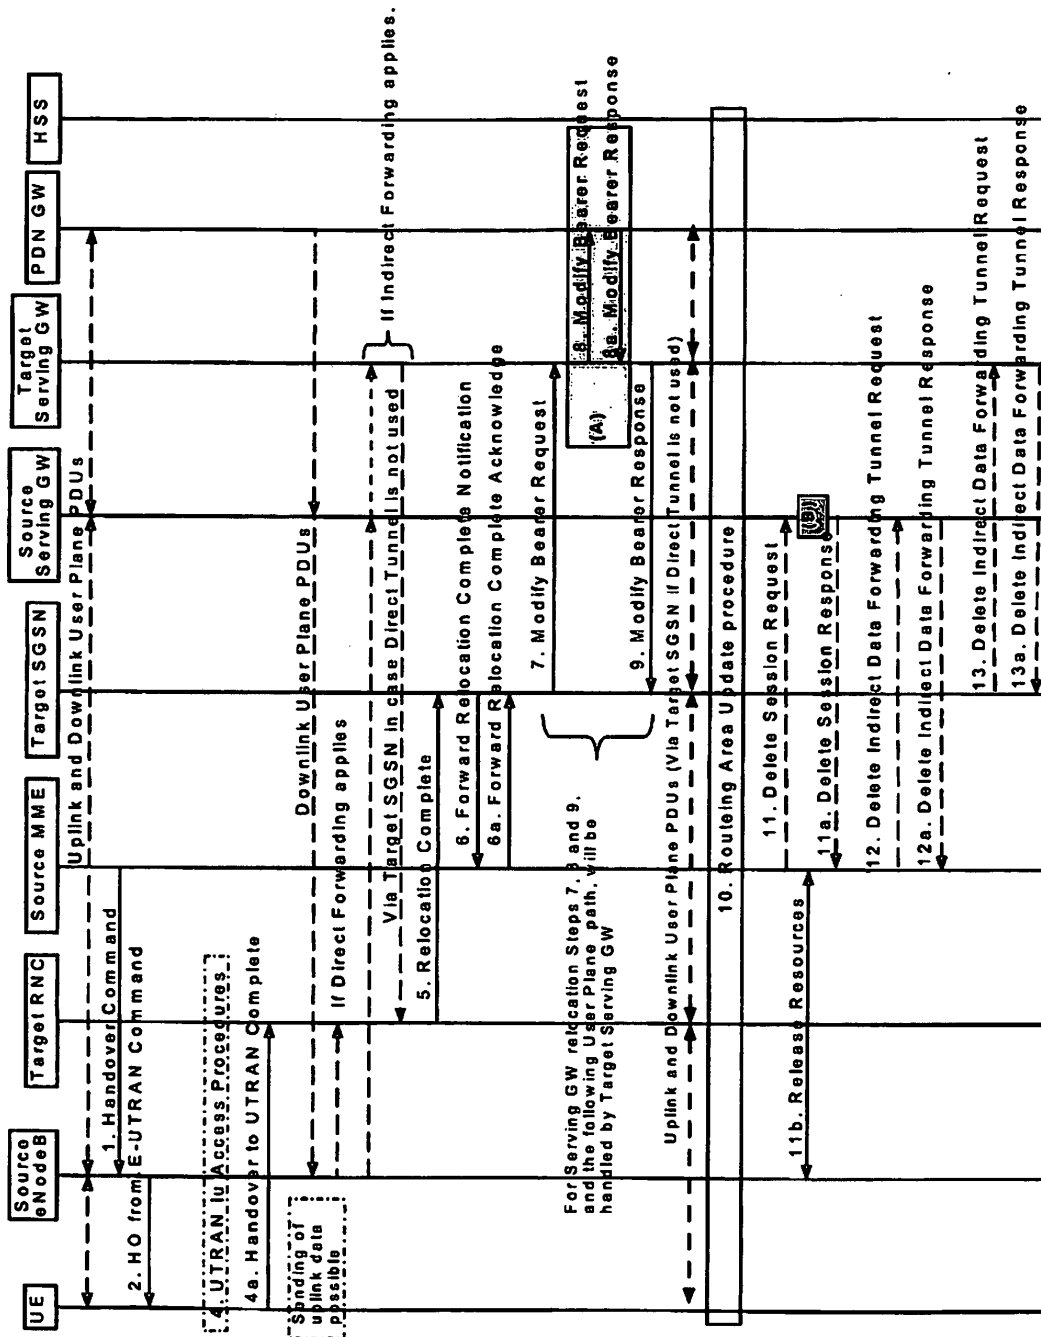 UE
Source
eNodeB
Target RNC
Source MME
Target SGSN
Source
Serving GW
Target
Serving GW
PDN GW
HSS
Uplink and Downlink User Plane PDUs
1. Handover Command
2. HO from E-UTRAN Command
4. UTRAN Iu Access Procedures
4a. Handover to UTRAN Complete
Sending of
uplink data
possible
Downlink User Plane PDUs
If Direct Forwarding applies
If Indirect Forwarding applies.
Via Target SGSN in case Direct Tunnel is not used
5. Relocation Complete
6. Forward Relocation Complete Notification
6a. Forward Relocation Complete Acknowledge
7. Modify Bearer Request
For Serving GW relocation Steps 7, 8 and 9,
and the following User Plane path, will be
handled by Target Serving GW
(A)
8. Modify Bearer Request
8a. Modify Bearer Response
9. Modify Bearer Response
Uplink and Downlink User Plane PDUs (Via Target SGSN if Direct Tunnel is not used)
10. Routeing Area Update procedure
11. Delete Session Request
(B)
11a. Delete Session Response
11b. Release Resources
12. Delete Indirect Data Forwarding Tunnel Request
12a. Delete Indirect Data Forwarding Tunnel Response
13. Delete Indirect Data Forwarding Tunnel Request
13a. Delete Indirect Data Forwarding Tunnel Response